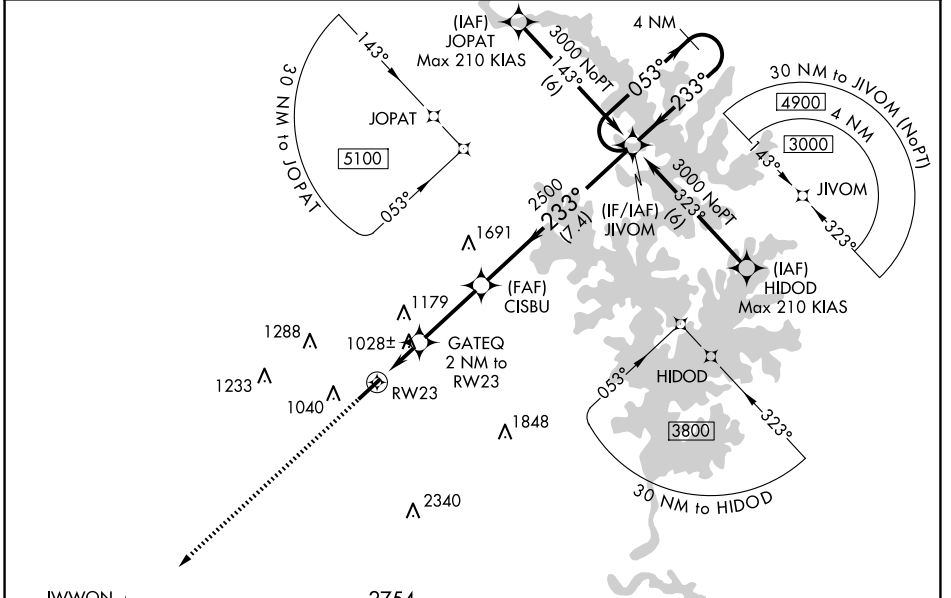 (IAF)
JOPAT
Max 210 KIAS
3000 NoPT
143°
(6)
4 NM
053°
233°
30 NM to JOPAT
143°
JOPAT
5100
053°
30 NM to JIVOM (NoPT)
4900
4 NM
3000
143°
JIVOM
323°
3000 NoPT
323°
(6)
(IF/IAF)
JIVOM
2500
233°
(7.4)
(IAF)
HIDOD
Max 210 KIAS
1691
(FAF)
CISBU
1179
1288
1028±
GATEQ
2 NM to
RW23
1233
RW23
1040
053°
HIDOD
323°
3800
30 NM to HIDOD
1848
2340
IWWON
2754